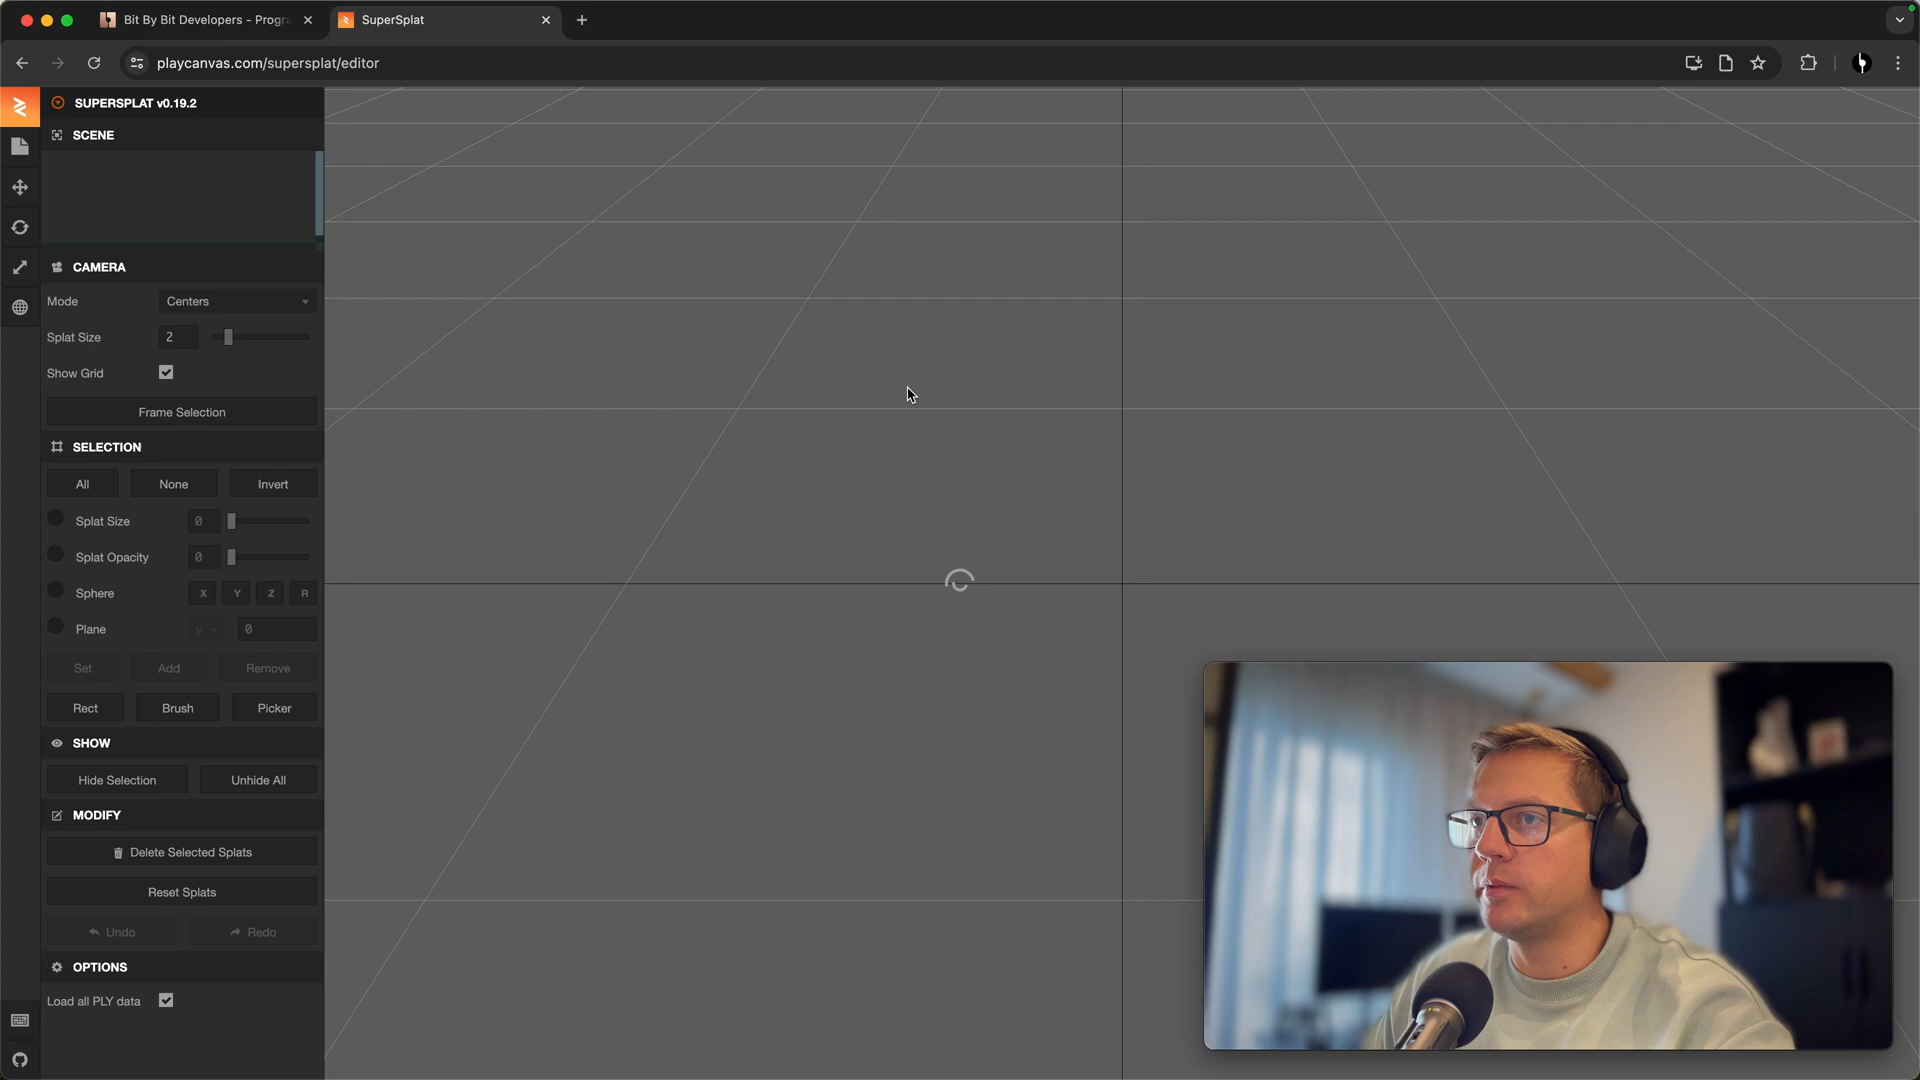 Bit By Bit Developers - Progra
SuperSplat
playcanvas.com/supersplat/editor
SUPERSPLAT v0.19.2
SCENE
CAMERA
Mode
Centers
Splat Size
2
Show Grid
Frame Selection
SELECTION
All
None
Invert
Splat Size
0
Splat Opacity
0
Sphere
X
Y
Z
R
Plane
y
0
Set
Add
Remove
Rect
Brush
Picker
SHOW
Hide Selection
Unhide All
MODIFY
Delete Selected Splats
Reset Splats
Undo
Redo
OPTIONS
Load all PLY data